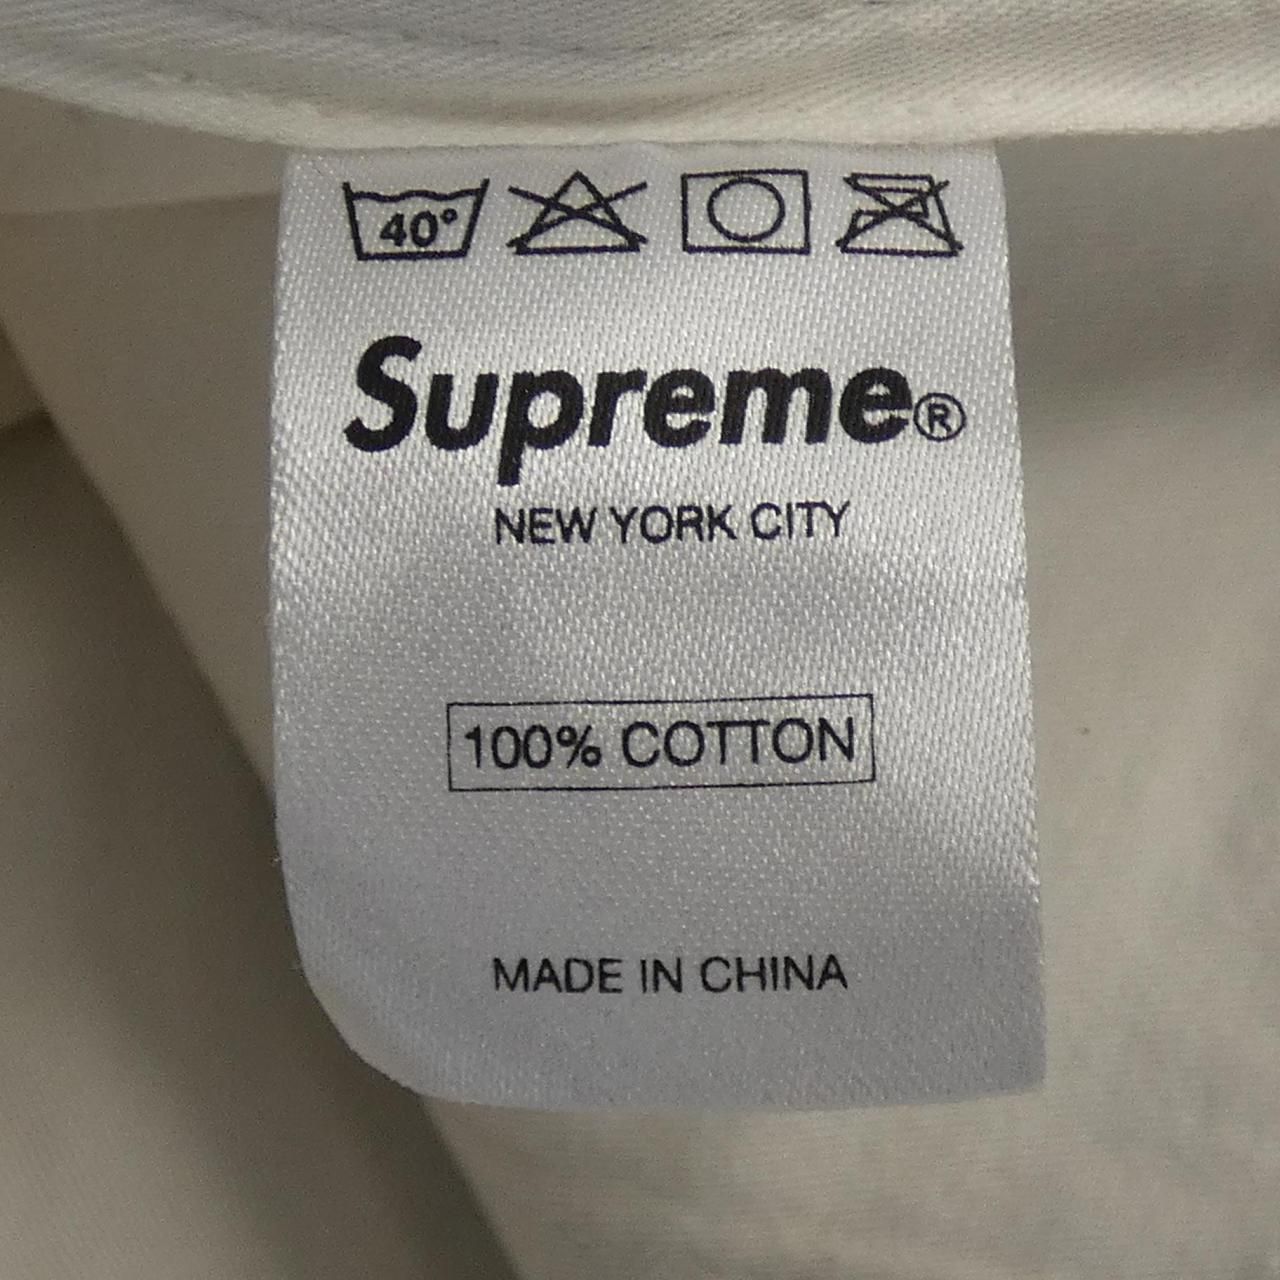 40°
Supreme®
NEW YORK CITY
100% COTTON
MADE IN CHINA